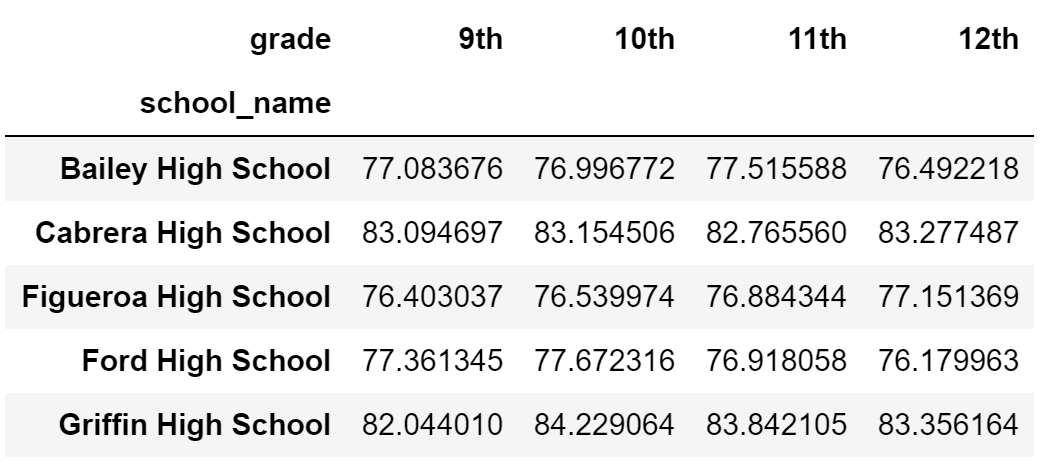 grade 9th 10th 11th 12th
school_name
Bailey High School 77.083676 76.996772 77.515588 76.492218
Cabrera High School 83.094697 83.154506 82.765560 83.277487
Figueroa High School 76.403037 76.539974 76.884344 77.151369
Ford High School 77.361345 77.672316 76.918058 76.179963
Griffin High School 82.044010 84.229064 83.842105 83.356164